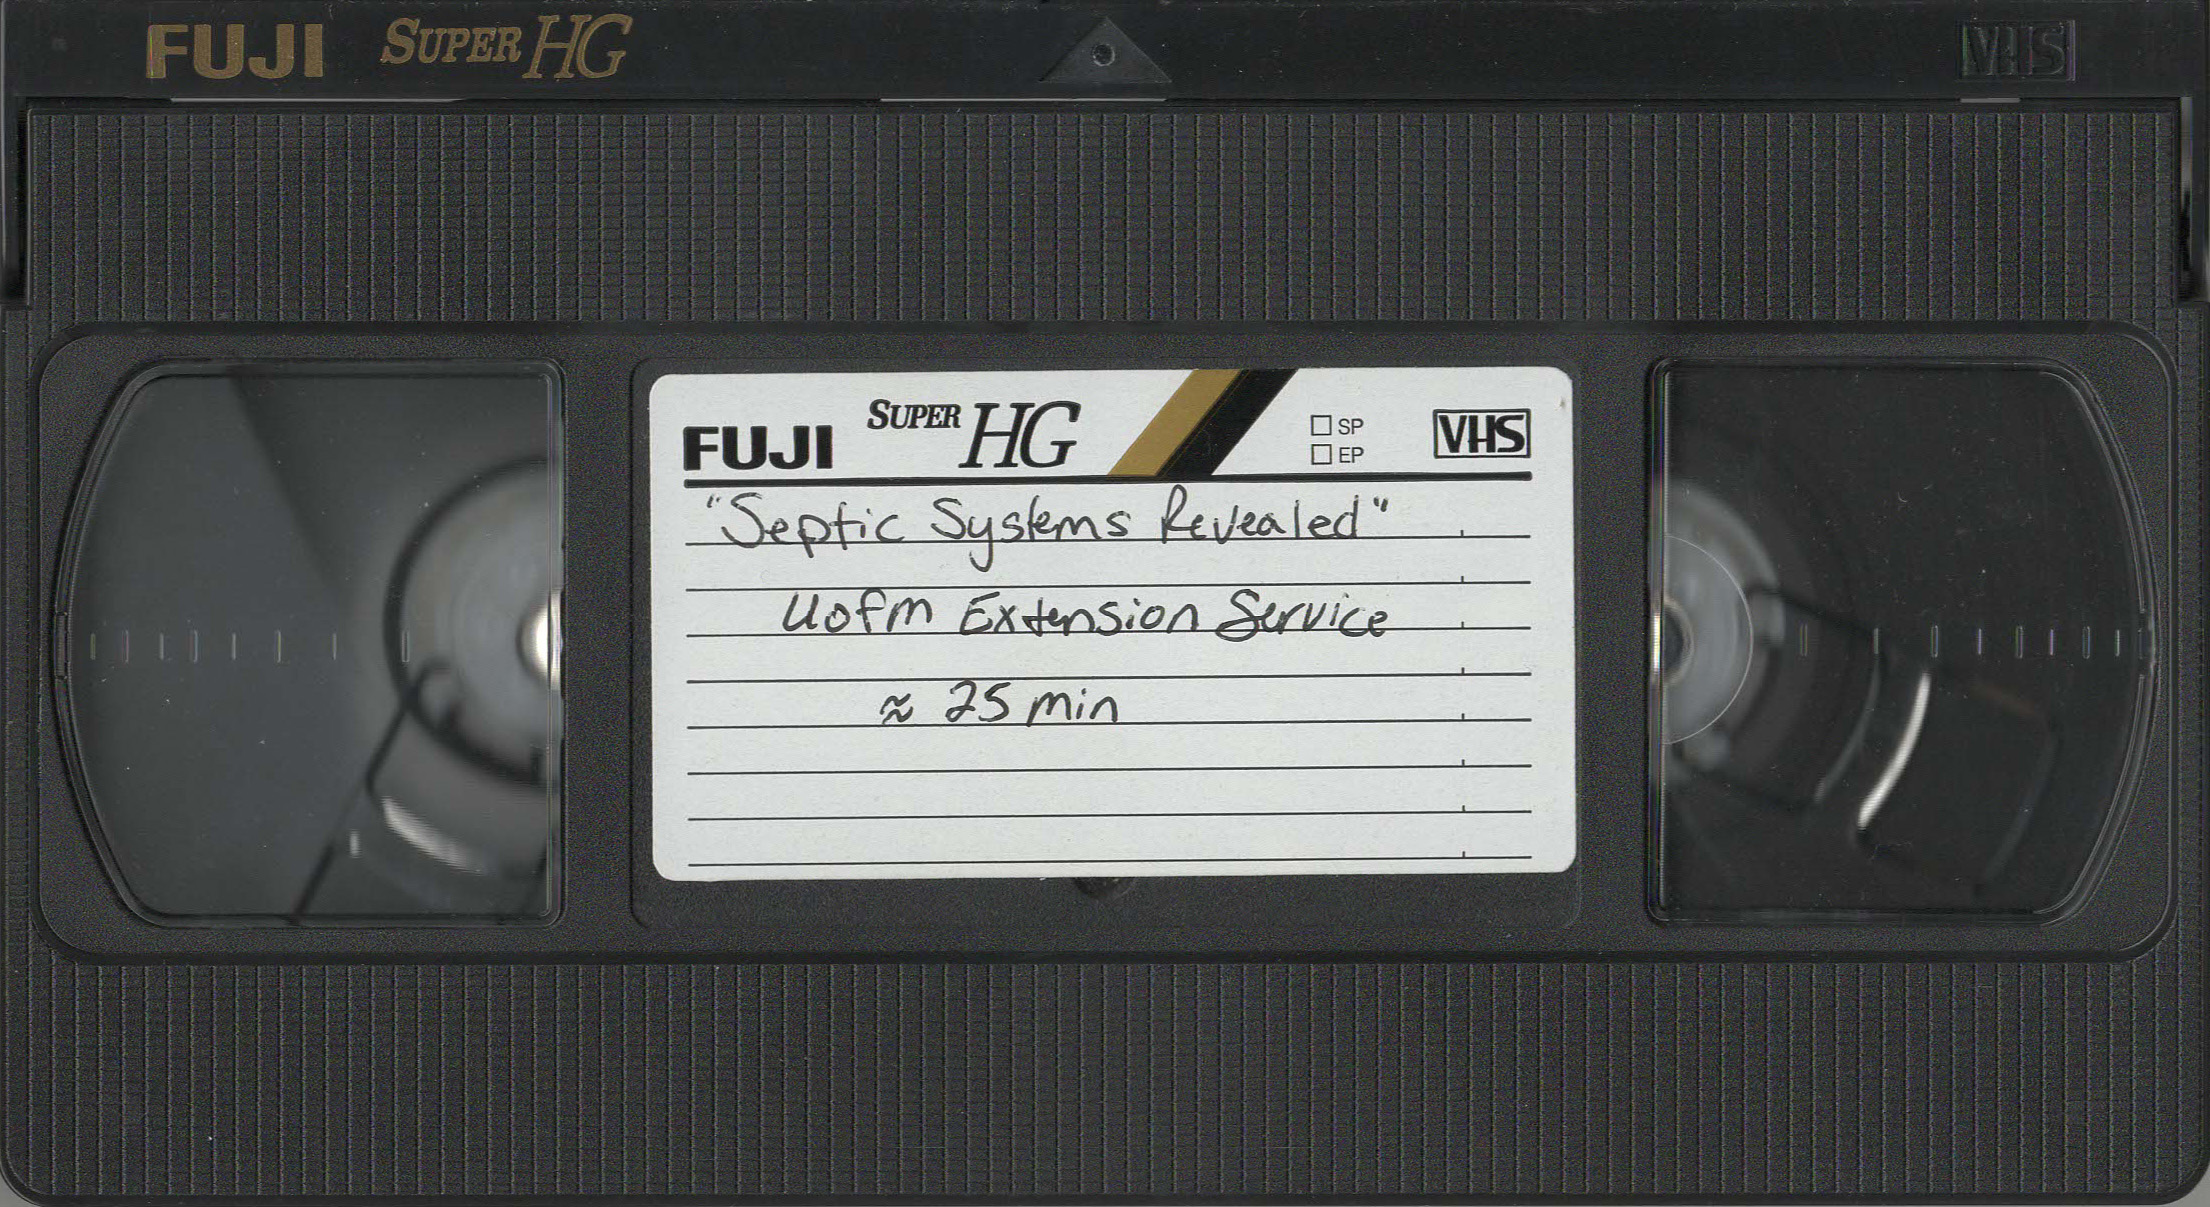 FUJI SUPER HG VHS
FUJI SUPER HG SP VHS
EP
"Septic Systems Revealed"
UofM Extension Service
≈ 25 min